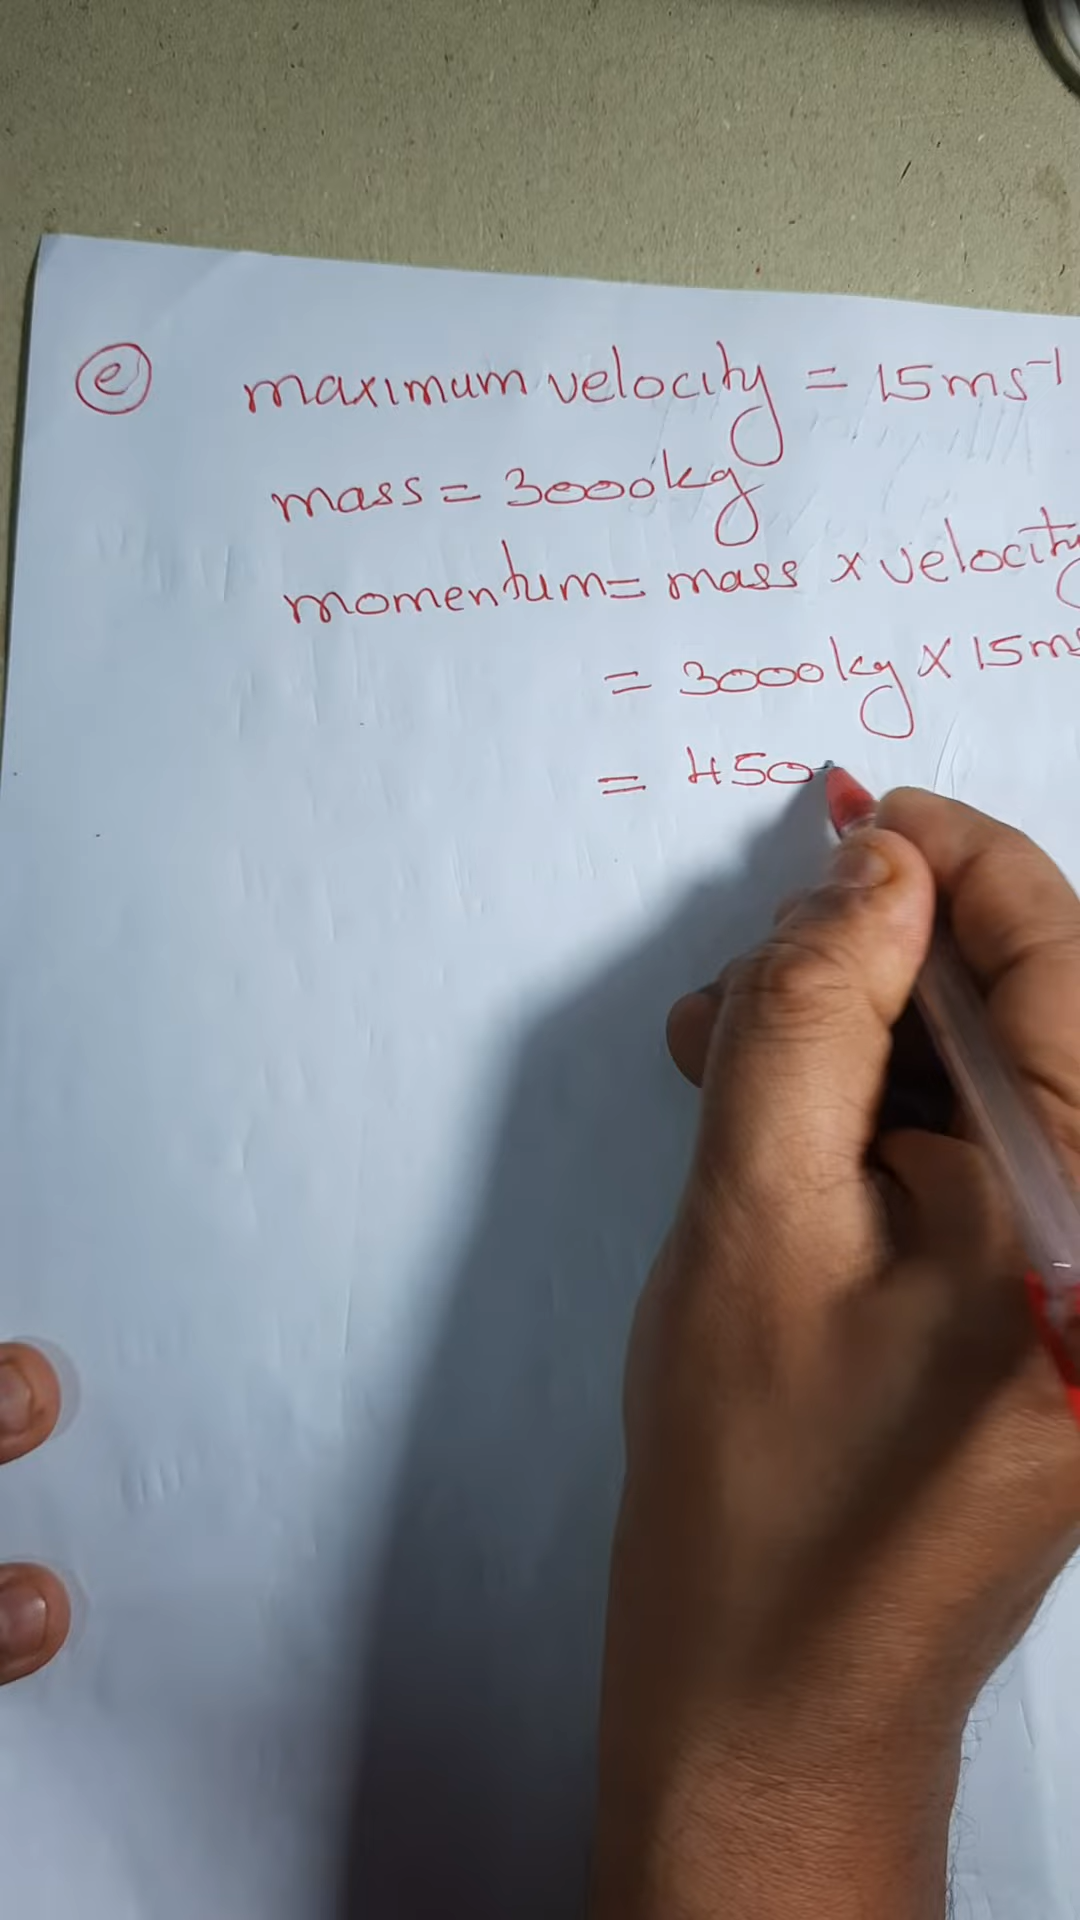 e maximum velocity = 15ms⁻¹
mass = 3000kg
momentum = mass x velocity
= 3000kg X 15ms
= 450